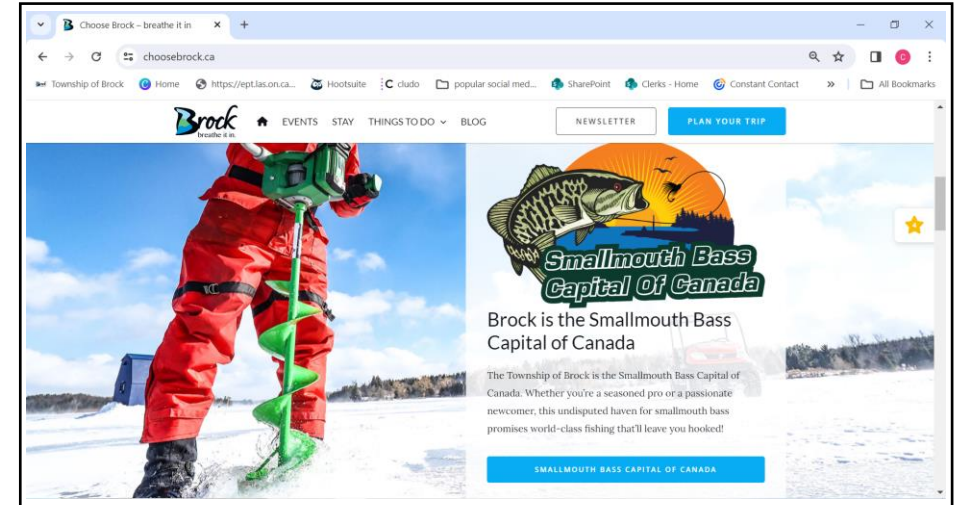 Choose Brock – breathe it in
choosebrock.ca
Township of Brock Home https://ept.las.on.ca... Hootsuite cludo popular social med... SharePoint Clerks - Home Constant Contact » All Bookmarks
Brock
breathe it in.
EVENTS STAY THINGS TO DO BLOG NEWSLETTER PLAN YOUR TRIP
Smallmouth Bass
Capital Of Canada
Brock is the Smallmouth Bass
Capital of Canada
The Township of Brock is the Smallmouth Bass Capital of
Canada. Whether you're a seasoned pro or a passionate
newcomer, this undisputed haven for smallmouth bass
promises world-class fishing that'll leave you hooked!
SMALLMOUTH BASS CAPITAL OF CANADA